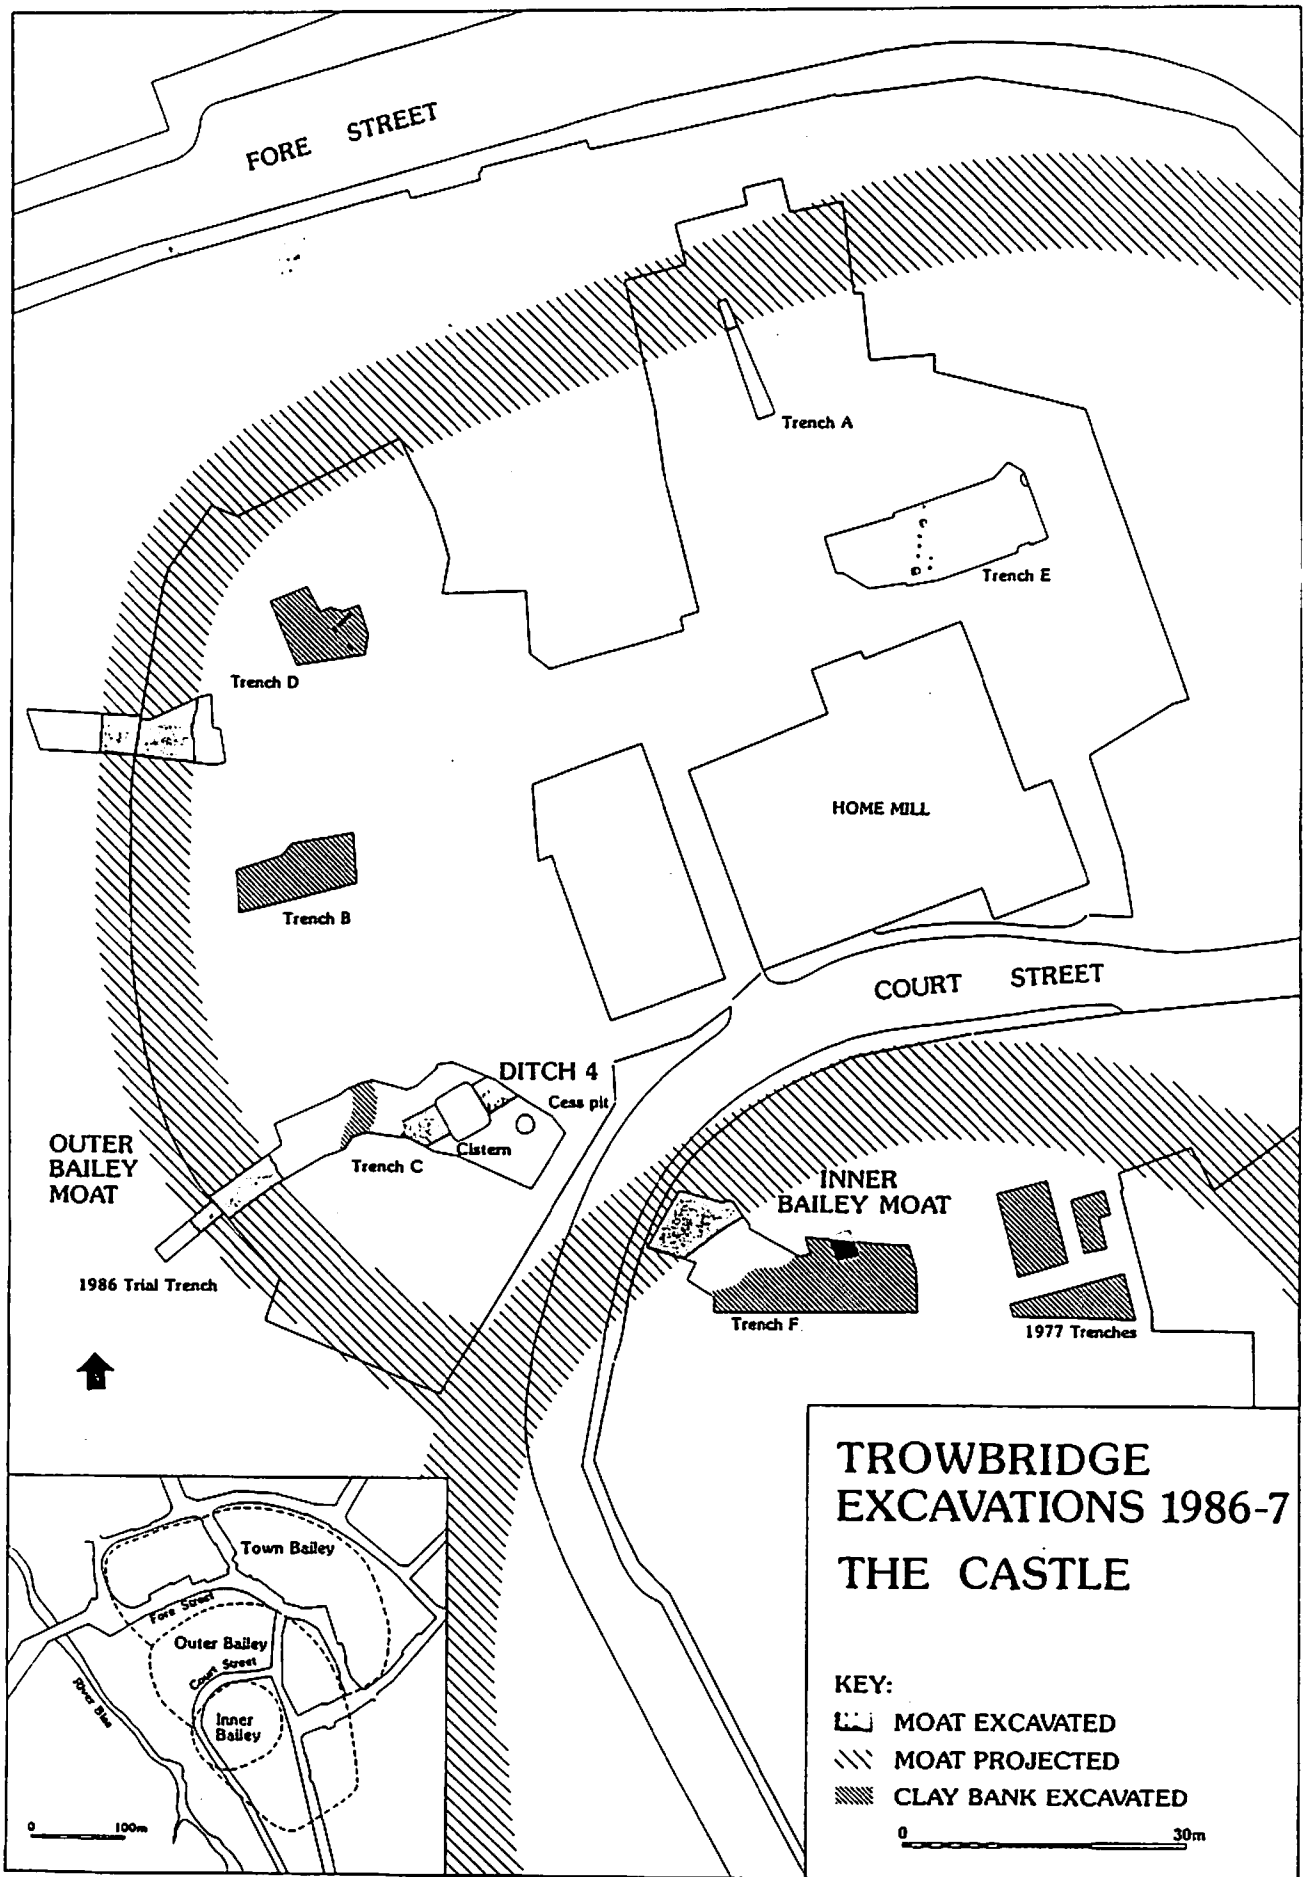 FORE STREET
Trench A
Trench E
Trench D
HOME MILL
Trench B
COURT STREET
DITCH 4
Cess pit
OUTER
BAILEY
MOAT
Trench C
Cistern
INNER
BAILEY MOAT
1986 Trial Trench
Trench F
1977 Trenches
TROWBRIDGE
EXCAVATIONS 1986-7
THE CASTLE
KEY:
MOAT EXCAVATED
MOAT PROJECTED
CLAY BANK EXCAVATED
0 30m
Town Bailey
Fore Street
Outer Bailey
Court Street
Inner
Bailey
River Biss
0 100m